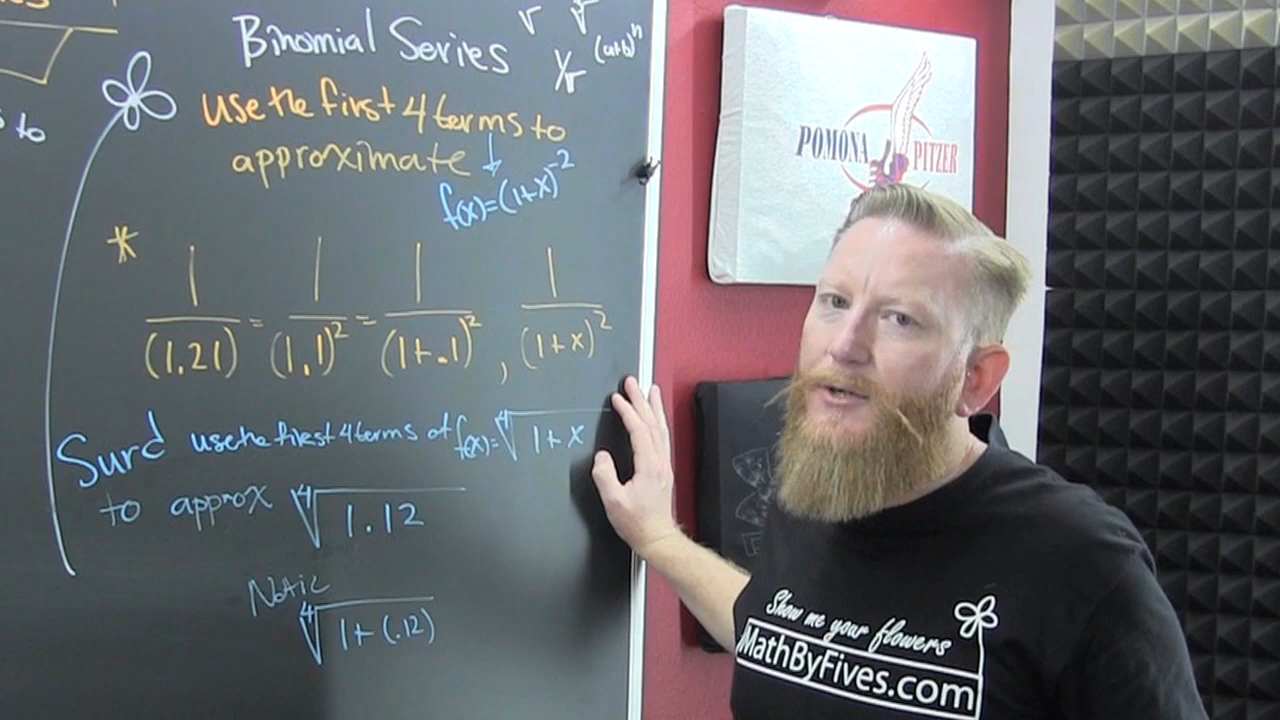 to
Binomial Series
(a+b)^n
1/r
Use the first 4 terms to
approximate ↓
f(x)=(1+x)^-2
* 1/(1.21) = 1/(1.1)^2 = 1/(1+.1)^2 , 1/(1+x)^2
Surd use the first 4 terms of f(x)=∜1+x
to approx ∜1.12
Notic
∜1+(.12)
POMONA PITZER
Show me your flowers
MathByFives.com